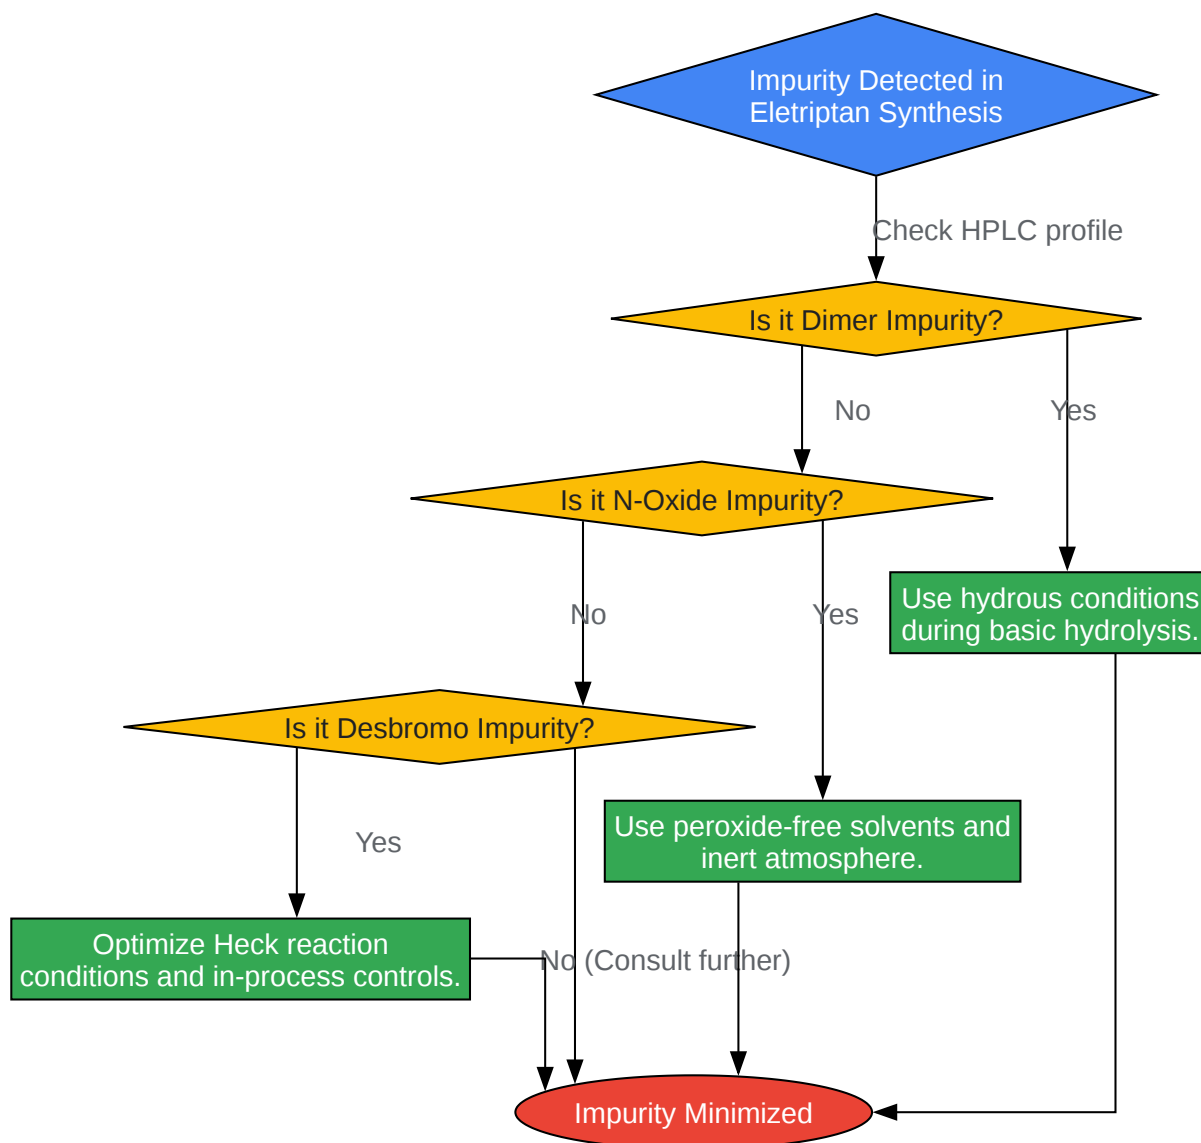 Impurity Detected in
Eletriptan Synthesis
Check HPLC profile
Is it Dimer Impurity?
No
Yes
Is it N-Oxide Impurity?
No
Yes
Use hydrous conditions
during basic hydrolysis.
Is it Desbromo Impurity?
Yes
Use peroxide-free solvents and
inert atmosphere.
Optimize Heck reaction
conditions and in-process controls.
No (Consult further)
Impurity Minimized